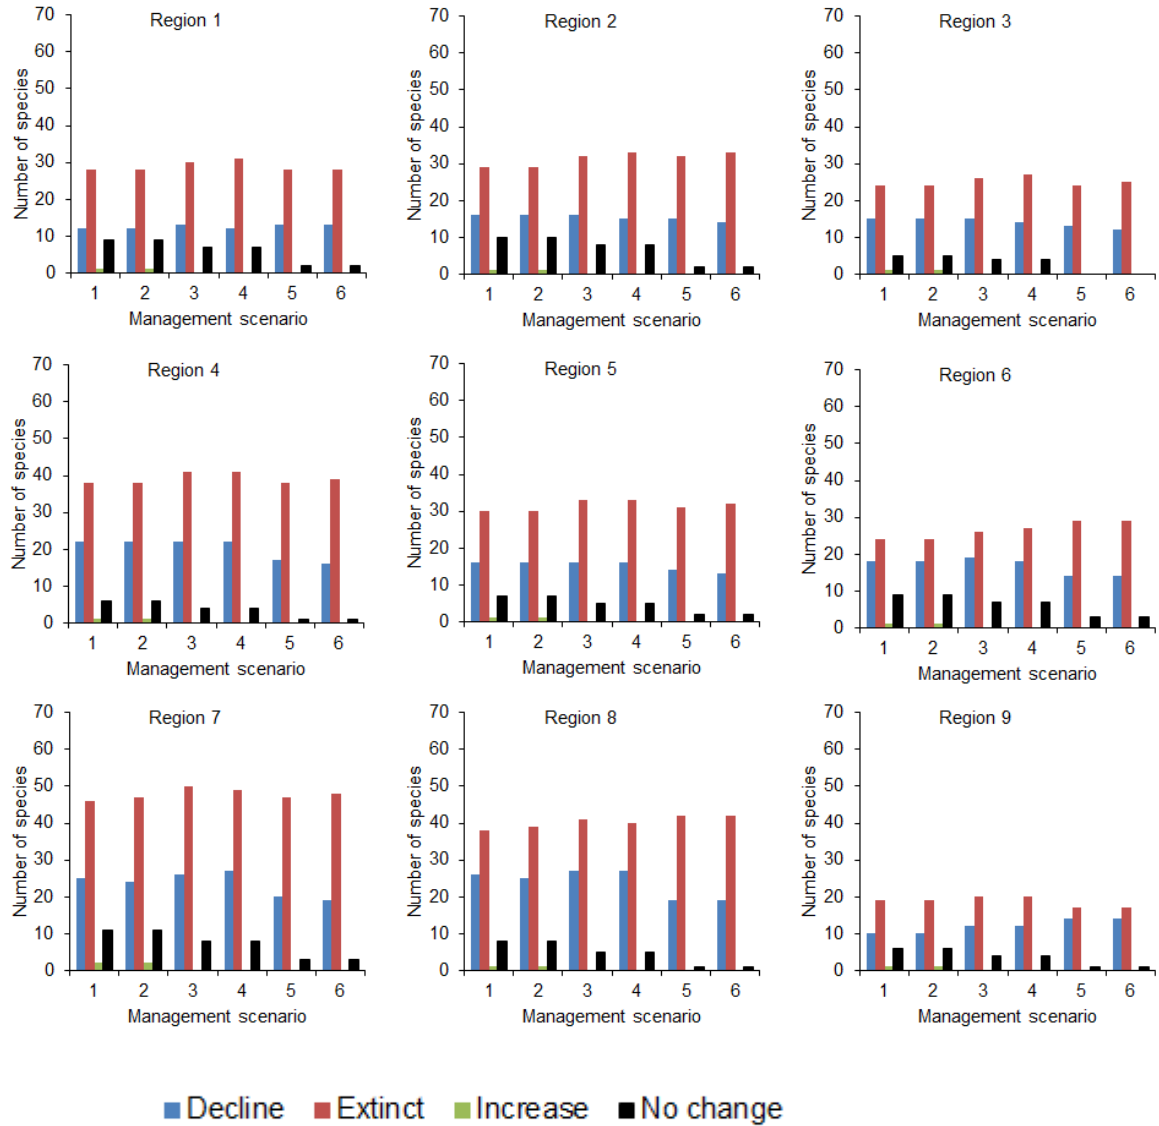 Region 1
Number of species
70
60
50
40
30
20
10
0
1 2 3 4 5 6
Management scenario
Region 2
Number of species
70
60
50
40
30
20
10
0
1 2 3 4 5 6
Management scenario
Region 3
Number of species
70
60
50
40
30
20
10
0
1 2 3 4 5 6
Management scenario
Region 4
Number of species
70
60
50
40
30
20
10
0
1 2 3 4 5 6
Management scenario
Region 5
Number of species
70
60
50
40
30
20
10
0
1 2 3 4 5 6
Management scenario
Region 6
Number of species
70
60
50
40
30
20
10
0
1 2 3 4 5 6
Management scenario
Region 7
Number of species
70
60
50
40
30
20
10
0
1 2 3 4 5 6
Management scenario
Region 8
Number of species
70
60
50
40
30
20
10
0
1 2 3 4 5 6
Management scenario
Region 9
Number of species
70
60
50
40
30
20
10
0
1 2 3 4 5 6
Management scenario
Decline Extinct Increase No change